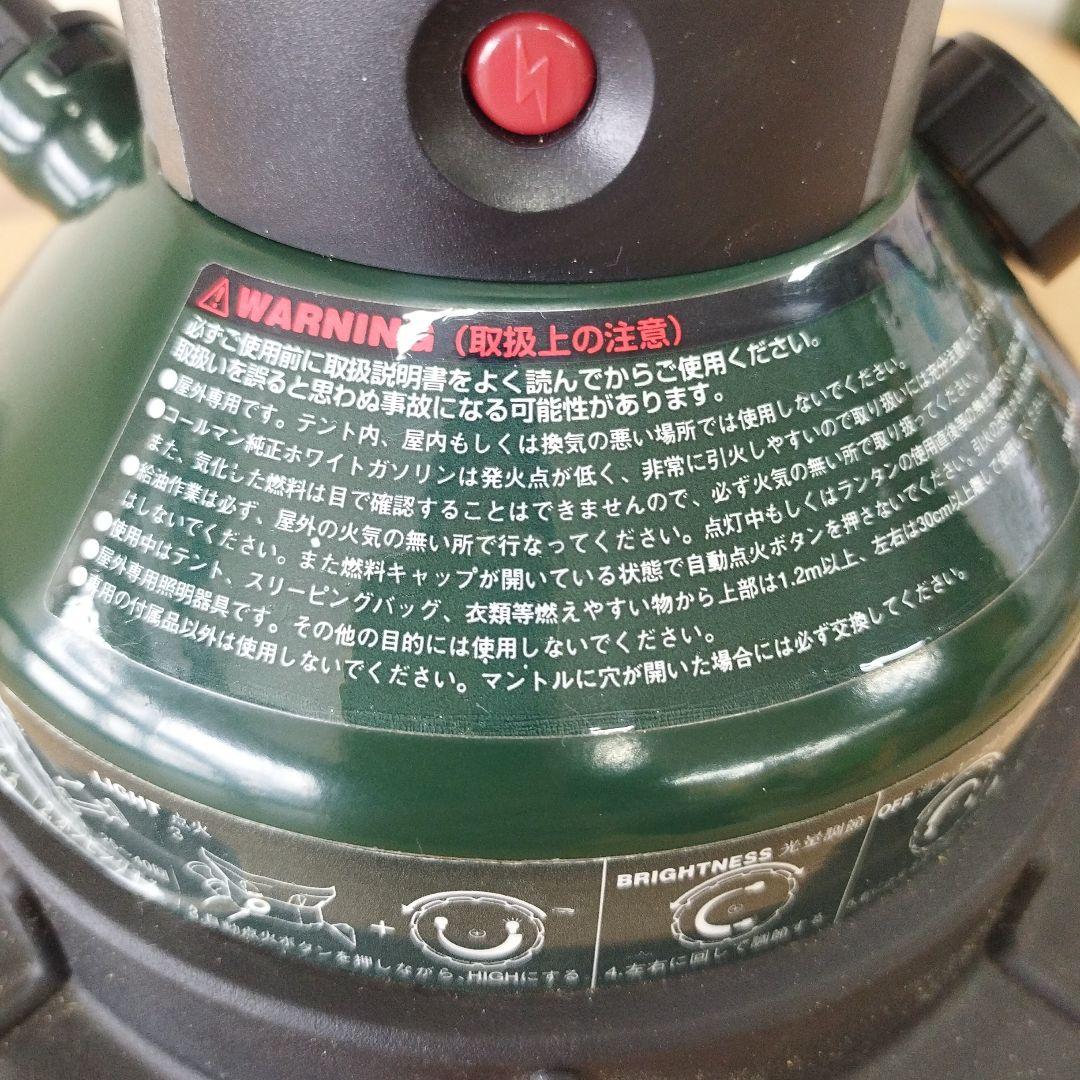 WARNING (取扱上の注意)
必ずご使用前に取扱説明書をよく読んでからご使用ください。
取扱いを誤ると思わぬ事故になる可能性があります。
●屋外専用です。テント内、屋内もしくは換気の悪い場所では使用しないでください。
●コールマン純正ホワイトガソリンは発火点が低く、非常に引火しやすいので取り扱いには充分注意し
また、気化した燃料は目で確認することはできませんので、必ず火気の無い所で取り扱ってください
●給油作業は必ず、屋外の火気の無い所で行なってください。点灯中もしくはランタンの使用直後
はしないでください。また燃料キャップが開いている状態で自動点火ボタンを押さないでください。
●使用中はテント、スリーピングバッグ、衣類等燃えやすい物から上部は1.2m以上、左右は30cm以上離して使用
●屋外専用照明器具です。その他の目的には使用しないでください。
●専用の付属品以外は使用しないでください。マントルに穴が開いた場合には必ず交換してください。
LIGHT 点火
3
+
3.自動点火ボタンを押しながら、HIGHにする
BRIGHTNESS 光量調節
4.左右に回して調節する
OFF